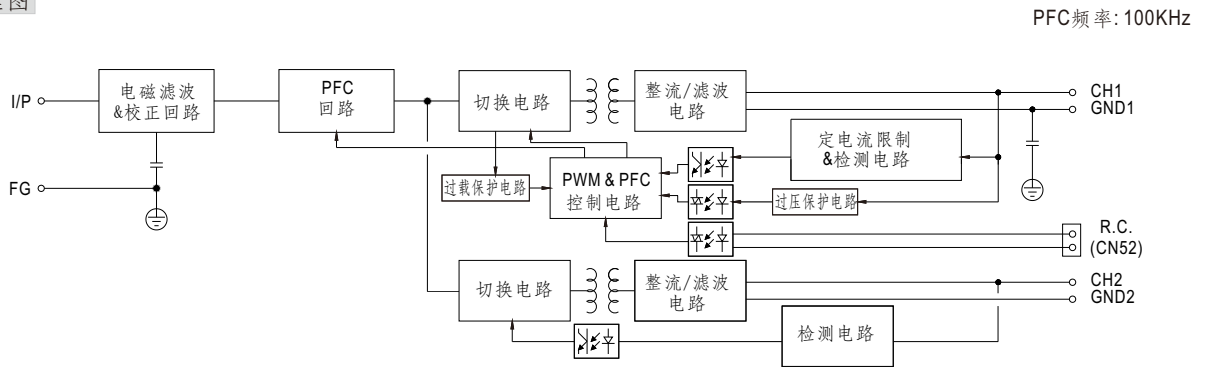 图
PFC频率: 100KHz
I/P
电磁滤波
&校正回路
PFC
回路
切换电路
整流/滤波
电路
CH1
GND1
定电流限制
&检测电路
FG
过载保护电路
PWM & PFC
控制电路
过压保护电路
R.C.
(CN52)
切换电路
整流/滤波
电路
CH2
GND2
检测电路